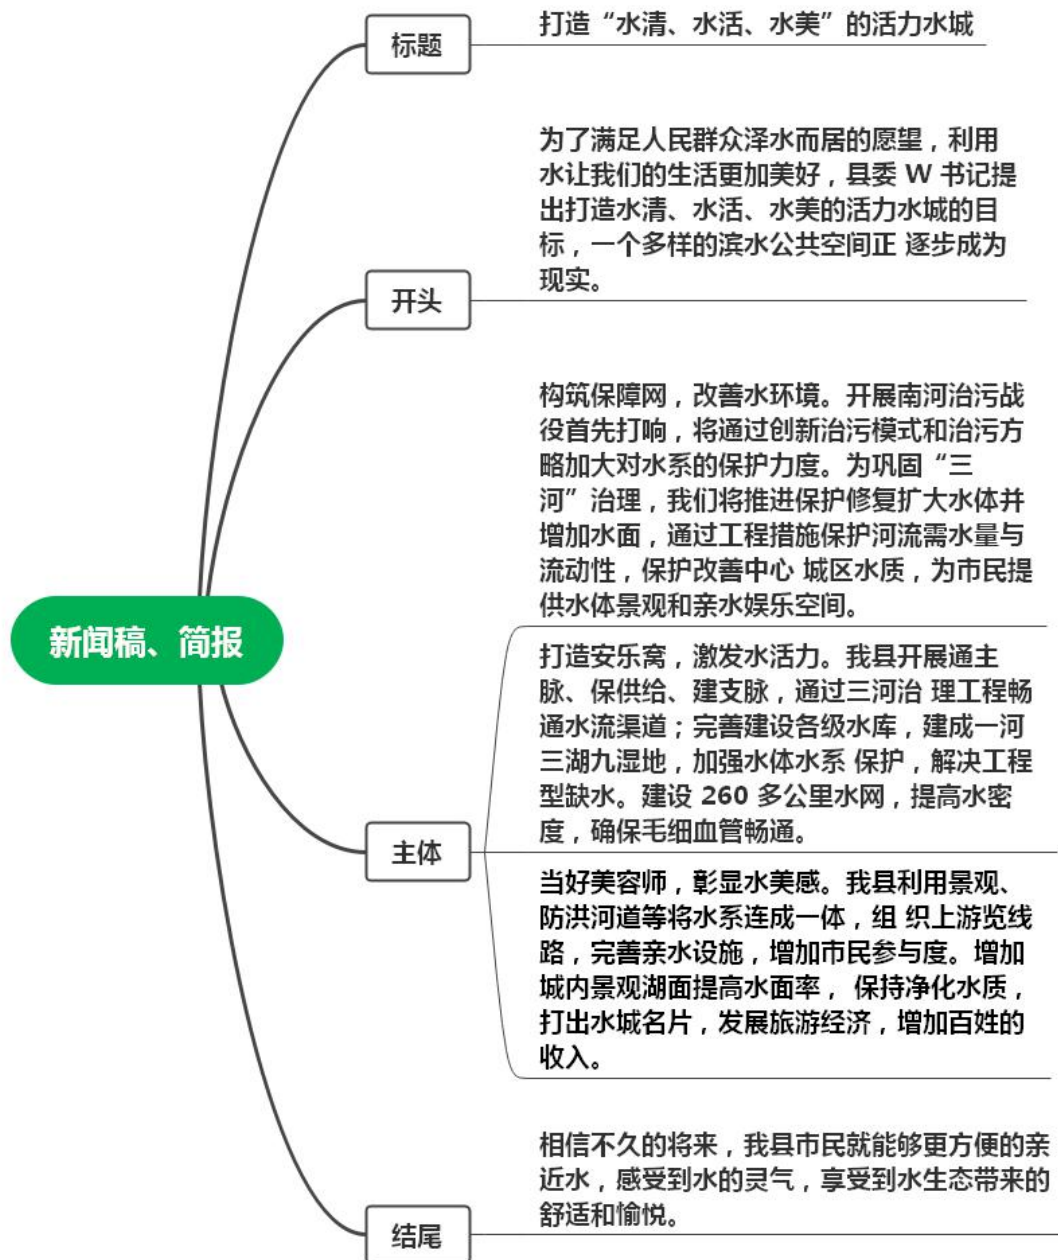 标题
打造“水清、水活、水美”的活力水城
为了满足人民群众泽水而居的愿望，利用
水让我们的生活更加美好，县委 W 书记提
出打造水清、水活、水美的活力水城的目
标，一个多样的滨水公共空间正 逐步成为
现实。
开头
构筑保障网，改善水环境。开展南河治污战
役首先打响，将通过创新治污模式和治污方
略加大对水系的保护力度。为巩固“三
河”治理，我们将推进保护修复扩大水体并
增加水面，通过工程措施保护河流需水量与
流动性，保护改善中心 城区水质，为市民提
供水体景观和亲水娱乐空间。
新闻稿、简报
打造安乐窝，激发水活力。我县开展通主
脉、保供给、建支脉，通过三河治 理工程畅
通水流渠道；完善建设各级水库，建成一河
三湖九湿地，加强水体水系 保护，解决工程
型缺水。建设 260 多公里水网，提高水密
度，确保毛细血管畅通。
主体
当好美容师，彰显水美感。我县利用景观、
防洪河道等将水系连成一体，组 织上游览线
路，完善亲水设施，增加市民参与度。增加
城内景观湖面提高水面率， 保持净化水质，
打出水城名片，发展旅游经济，增加百姓的
收入。
相信不久的将来，我县市民就能够更方便的亲
近水，感受到水的灵气，享受到水生态带来的
舒适和愉悦。
结尾